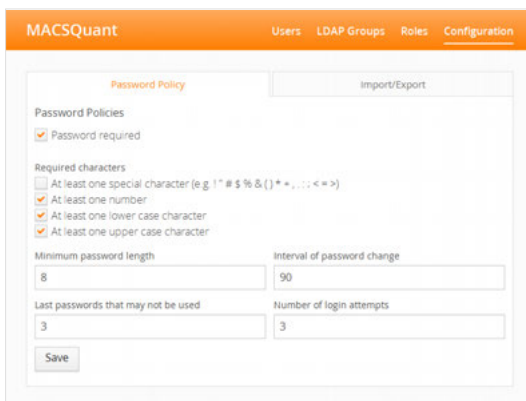 MACSQuant
Users LDAP Groups Roles Configuration
Password Policy Import/Export
Password Policies
Password required
Required characters
At least one special character (e.g. ! " # $ % & ( ) * + , . : ; < = >)
At least one number
At least one lower case character
At least one upper case character
Minimum password length Interval of password change
8 90
Last passwords that may not be used Number of login attempts
3 3
Save